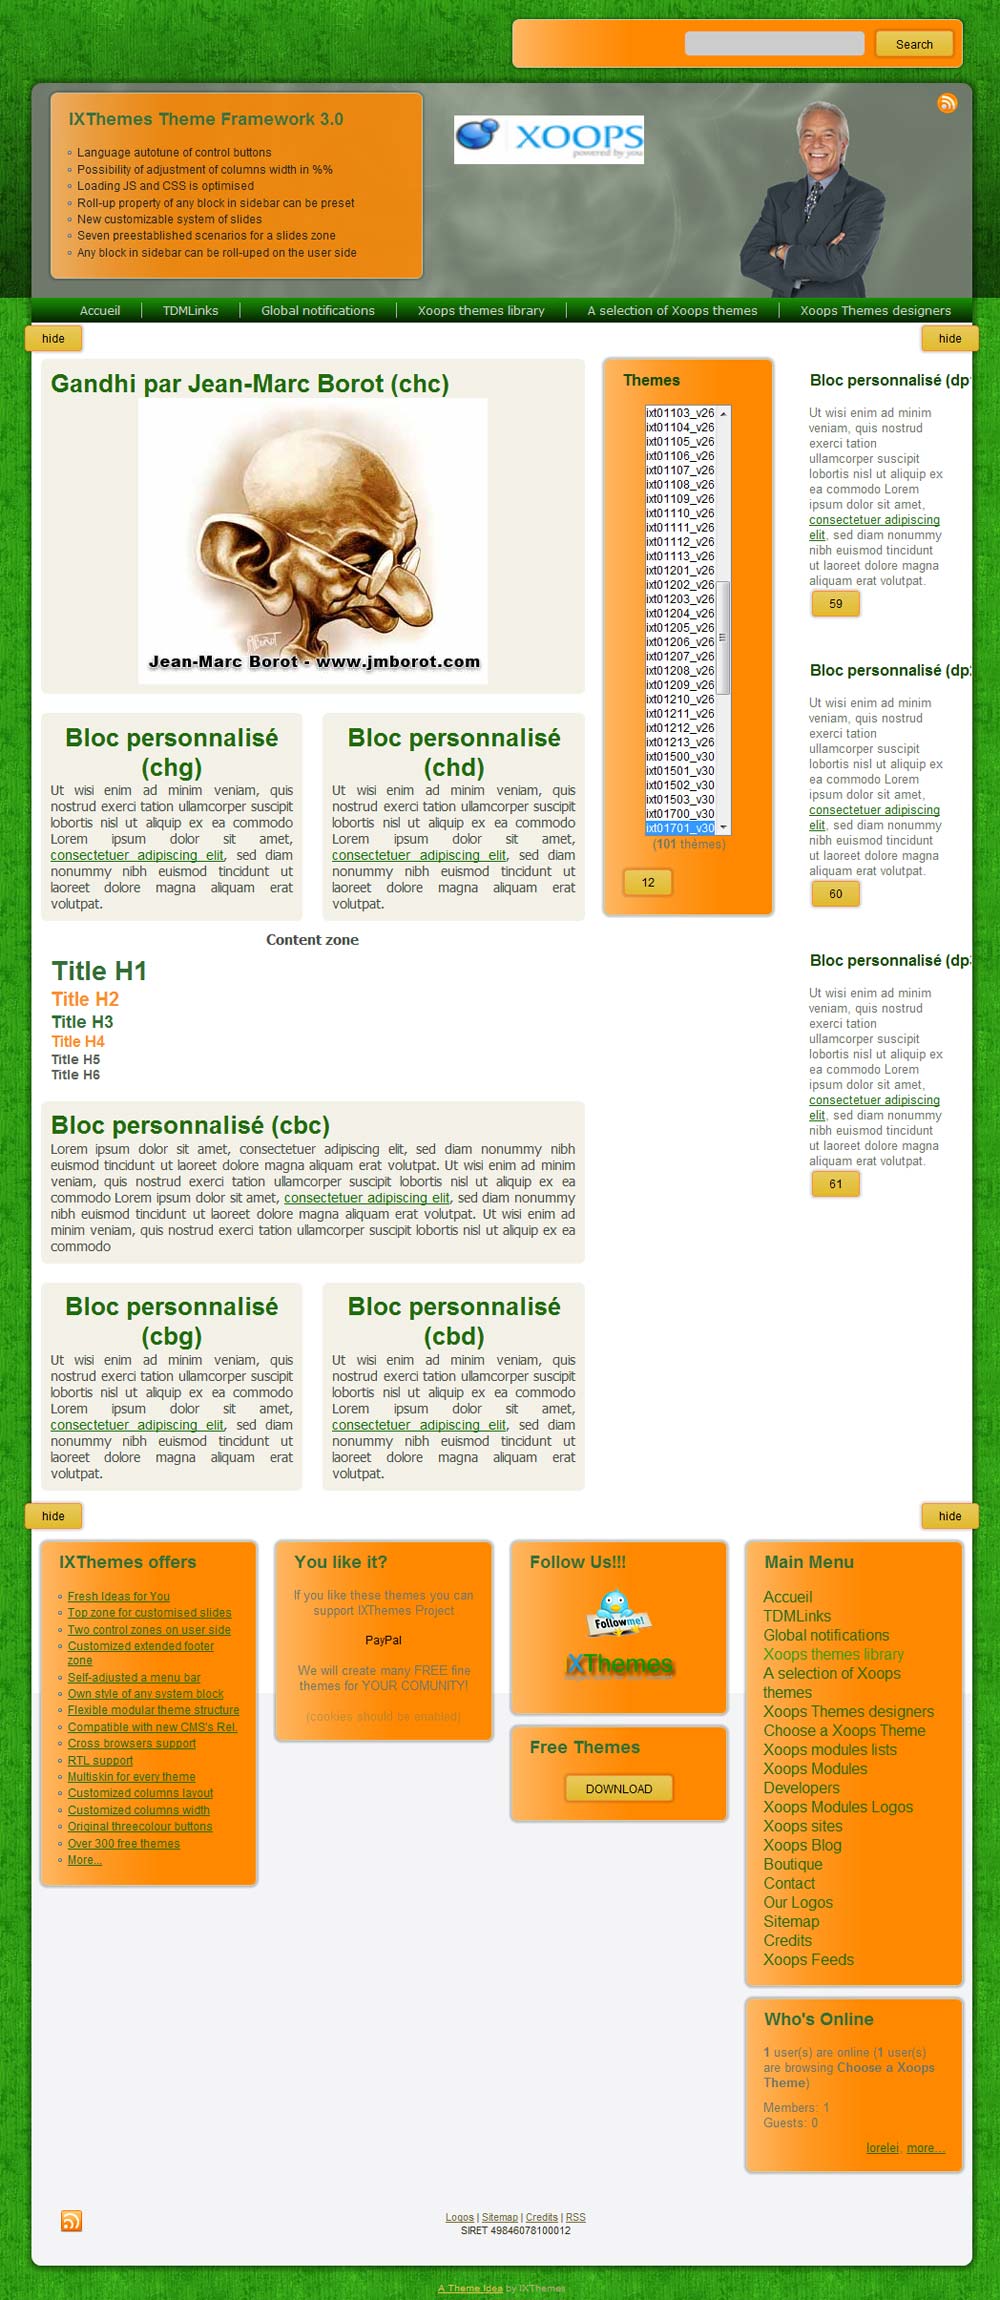 Search
IXThemes Theme Framework 3.0
Language autotune of control buttons
Possibility of adjustment of columns width in %%
Loading JS and CSS is optimised
Roll-up property of any block in sidebar can be preset
New customizable system of slides
Seven preestablished scenarios for a slides zone
Any block in sidebar can be roll-uped on the user side
XOOPS
powered by you
Accueil TDMLinks Global notifications Xoops themes library A selection of Xoops themes Xoops Themes designers
hide hide
Gandhi par Jean-Marc Borot (chc)
Jean-Marc Borot - www.jmborot.com
Bloc personnalisé
(chg)
Ut wisi enim ad minim veniam, quis
nostrud exerci tation ullamcorper suscipit
lobortis nisl ut aliquip ex ea commodo
Lorem ipsum dolor sit amet,
consectetuer adipiscing elit, sed diam
nonummy nibh euismod tincidunt ut
laoreet dolore magna aliquam erat
volutpat.
Bloc personnalisé
(chd)
Ut wisi enim ad minim veniam, quis
nostrud exerci tation ullamcorper suscipit
lobortis nisl ut aliquip ex ea commodo
Lorem ipsum dolor sit amet,
consectetuer adipiscing elit, sed diam
nonummy nibh euismod tincidunt ut
laoreet dolore magna aliquam erat
volutpat.
Content zone
Title H1
Title H2
Title H3
Title H4
Title H5
Title H6
Bloc personnalisé (cbc)
Lorem ipsum dolor sit amet, consectetuer adipiscing elit, sed diam nonummy nibh
euismod tincidunt ut laoreet dolore magna aliquam erat volutpat. Ut wisi enim ad minim
veniam, quis nostrud exerci tation ullamcorper suscipit lobortis nisl ut aliquip ex ea
commodo Lorem ipsum dolor sit amet, consectetuer adipiscing elit, sed diam nonummy
nibh euismod tincidunt ut laoreet dolore magna aliquam erat volutpat. Ut wisi enim ad
minim veniam, quis nostrud exerci tation ullamcorper suscipit lobortis nisl ut aliquip ex ea
commodo
Bloc personnalisé
(cbg)
Ut wisi enim ad minim veniam, quis
nostrud exerci tation ullamcorper suscipit
lobortis nisl ut aliquip ex ea commodo
Lorem ipsum dolor sit amet,
consectetuer adipiscing elit, sed diam
nonummy nibh euismod tincidunt ut
laoreet dolore magna aliquam erat
volutpat.
Bloc personnalisé
(cbd)
Ut wisi enim ad minim veniam, quis
nostrud exerci tation ullamcorper suscipit
lobortis nisl ut aliquip ex ea commodo
Lorem ipsum dolor sit amet,
consectetuer adipiscing elit, sed diam
nonummy nibh euismod tincidunt ut
laoreet dolore magna aliquam erat
volutpat.
Themes
ixt01103_v26
ixt01104_v26
ixt01105_v26
ixt01106_v26
ixt01107_v26
ixt01108_v26
ixt01109_v26
ixt01110_v26
ixt01111_v26
ixt01112_v26
ixt01113_v26
ixt01201_v26
ixt01202_v26
ixt01203_v26
ixt01204_v26
ixt01205_v26
ixt01206_v26
ixt01207_v26
ixt01208_v26
ixt01209_v26
ixt01210_v26
ixt01211_v26
ixt01212_v26
ixt01213_v26
ixt01500_v30
ixt01501_v30
ixt01502_v30
ixt01503_v30
ixt01700_v30
ixt01701_v30
(101 thèmes)
12
Bloc personnalisé (dp
Ut wisi enim ad minim
veniam, quis nostrud
exerci tation
ullamcorper suscipit
lobortis nisl ut aliquip ex
ea commodo Lorem
ipsum dolor sit amet,
consectetuer adipiscing
elit, sed diam nonummy
nibh euismod tincidunt
ut laoreet dolore magna
aliquam erat volutpat.
59
Bloc personnalisé (dp
Ut wisi enim ad minim
veniam, quis nostrud
exerci tation
ullamcorper suscipit
lobortis nisl ut aliquip ex
ea commodo Lorem
ipsum dolor sit amet,
consectetuer adipiscing
elit, sed diam nonummy
nibh euismod tincidunt
ut laoreet dolore magna
aliquam erat volutpat.
60
Bloc personnalisé (dp
Ut wisi enim ad minim
veniam, quis nostrud
exerci tation
ullamcorper suscipit
lobortis nisl ut aliquip ex
ea commodo Lorem
ipsum dolor sit amet,
consectetuer adipiscing
elit, sed diam nonummy
nibh euismod tincidunt
ut laoreet dolore magna
aliquam erat volutpat.
61
hide hide
IXThemes offers
Fresh Ideas for You
Top zone for customised slides
Two control zones on user side
Customized extended footer
zone
Self-adjusted a menu bar
Own style of any system block
Flexible modular theme structure
Compatible with new CMS's Rel.
Cross browsers support
RTL support
Multiskin for every theme
Customized columns layout
Customized columns width
Original threecolour buttons
Over 300 free themes
More...
You like it?
If you like these themes you can
support IXThemes Project
PayPal
We will create many FREE fine
themes for YOUR COMUNITY!
(cookies should be enabled)
Follow Us!!!
Follow me!
XThemes
Free Themes
DOWNLOAD
Main Menu
Accueil
TDMLinks
Global notifications
Xoops themes library
A selection of Xoops
themes
Xoops Themes designers
Choose a Xoops Theme
Xoops modules lists
Xoops Modules
Developers
Xoops Modules Logos
Xoops sites
Xoops Blog
Boutique
Contact
Our Logos
Sitemap
Credits
Xoops Feeds
Who's Online
1 user(s) are online (1 user(s)
are browsing Choose a Xoops
Theme)
Members: 1
Guests: 0
lorelei, more...
Logos | Sitemap | Credits | RSS
SIRET 49846078100012
A Theme Idea by IXThemes